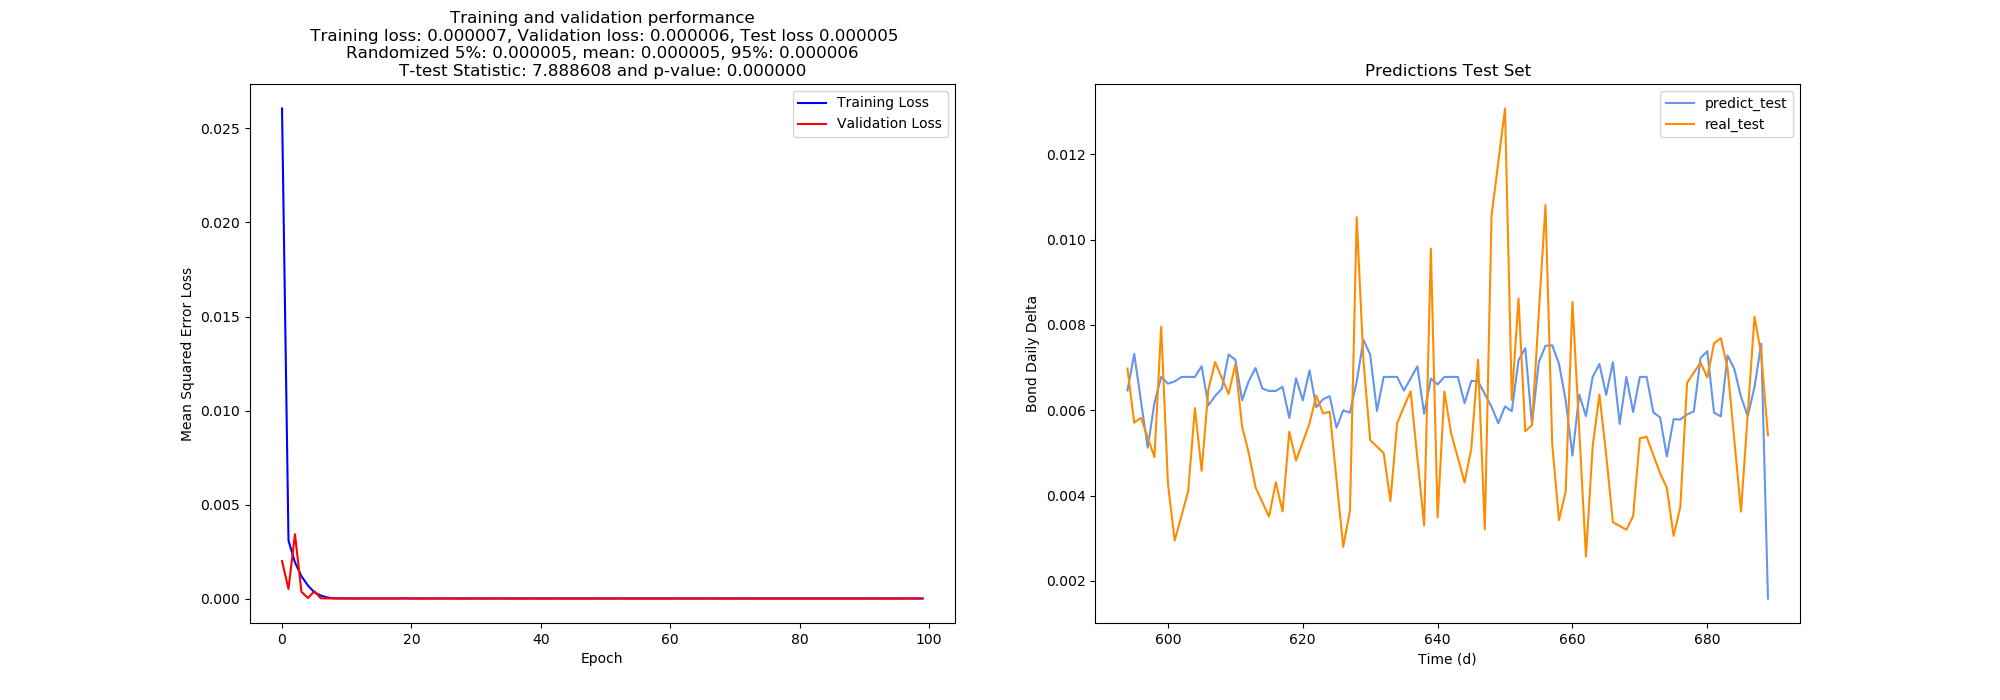 Training and validation performance
Training loss: 0.000007, Validation loss: 0.000006, Test loss 0.000005
Randomized 5%: 0.000005, mean: 0.000005, 95%: 0.000006
T-test Statistic: 7.888608 and p-value: 0.000000
Training Loss
Validation Loss
Mean Squared Error Loss
0.025
0.020
0.015
0.010
0.005
0.000
0
20
40
60
80
100
Epoch
Predictions Test Set
predict_test
real_test
Bond Daily Delta
0.012
0.010
0.008
0.006
0.004
0.002
600
620
640
660
680
Time (d)